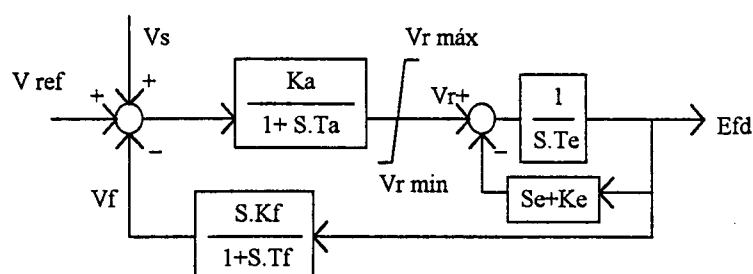 Vs
V ref
+
+
−
Ka
1+ S.Ta
Vr máx
Vr min
Vr+
−
1
S.Te
Efd
Se+Ke
Vf
S.Kf
1+S.Tf